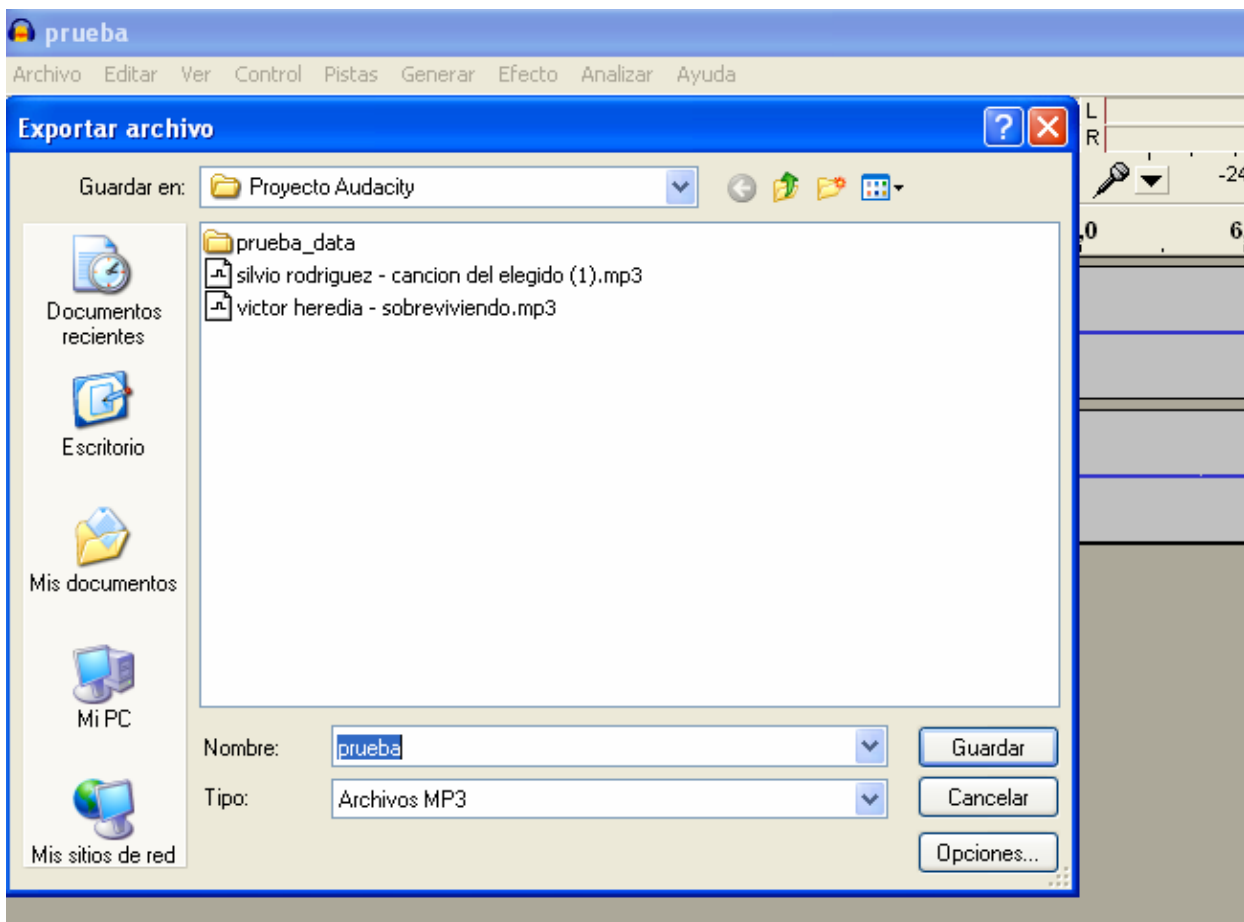 prueba
Archivo Editar Ver Control Pistas Generar Efecto Analizar Ayuda
Exportar archivo
L
R
Guardar en: Proyecto Audacity
-24
,0 6,
prueba_data
silvio rodriguez - cancion del elegido (1).mp3
victor heredia - sobreviviendo.mp3
Documentos
recientes
Escritorio
Mis documentos
Mi PC
Mis sitios de red
Nombre: prueba Guardar
Tipo: Archivos MP3 Cancelar
Opciones...